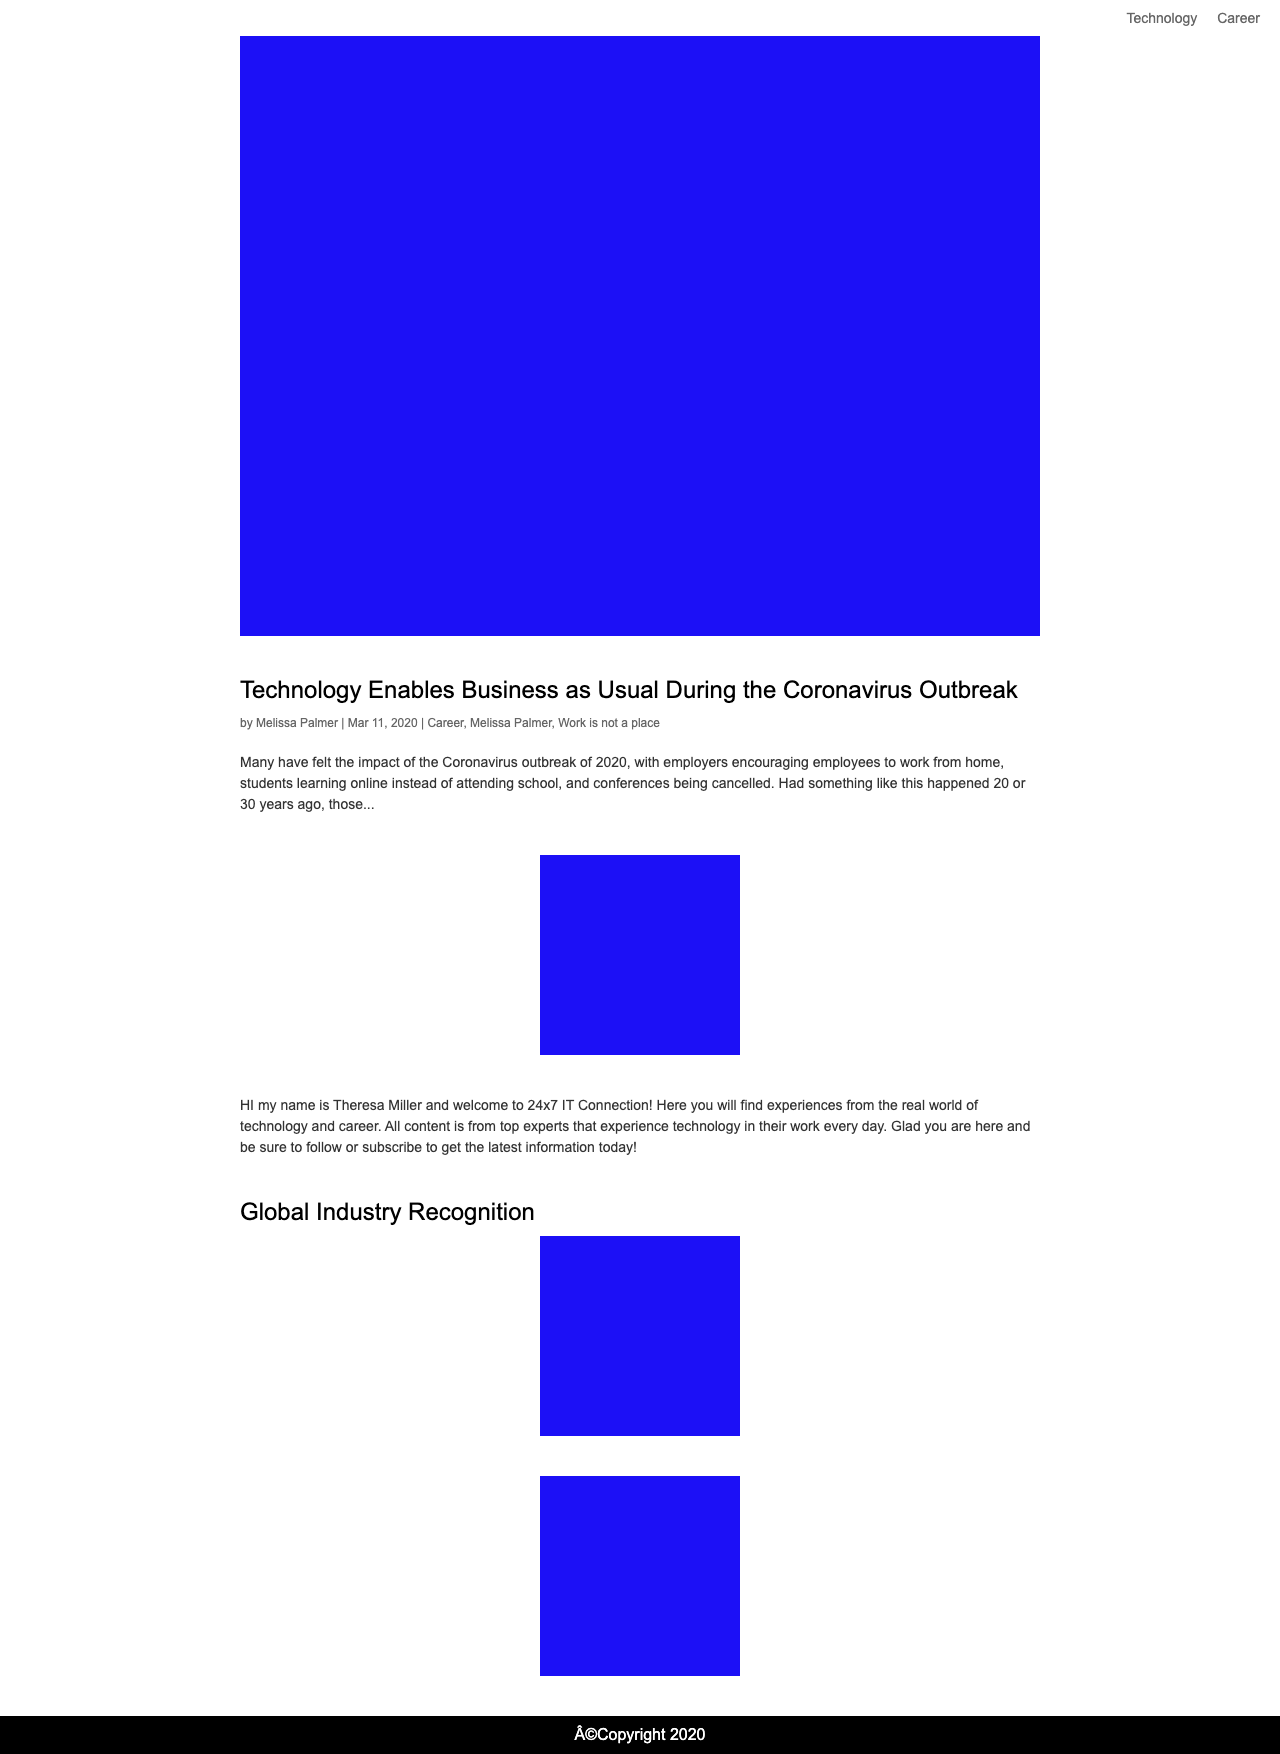 Technology Career
Technology Enables Business as Usual During the Coronavirus Outbreak
by Melissa Palmer | Mar 11, 2020 | Career, Melissa Palmer, Work is not a place
Many have felt the impact of the Coronavirus outbreak of 2020, with employers encouraging employees to work from home,
students learning online instead of attending school, and conferences being cancelled. Had something like this happened 20 or
30 years ago, those...
HI my name is Theresa Miller and welcome to 24x7 IT Connection! Here you will find experiences from the real world of
technology and career. All content is from top experts that experience technology in their work every day. Glad you are here and
be sure to follow or subscribe to get the latest information today!
Global Industry Recognition
Â©Copyright 2020